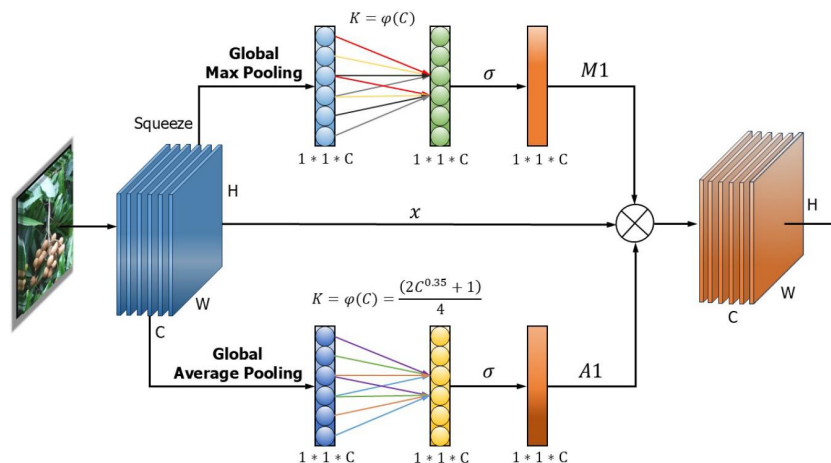 K = φ(C)
Global
Max Pooling
σ
M1
Squeeze
1 * 1 * C
1 * 1 * C
1 * 1 * C
H
x
H
W
C
W
C
K = φ(C) = (2C^0.35 + 1) / 4
Global
Average Pooling
σ
A1
1 * 1 * C
1 * 1 * C
1 * 1 * C